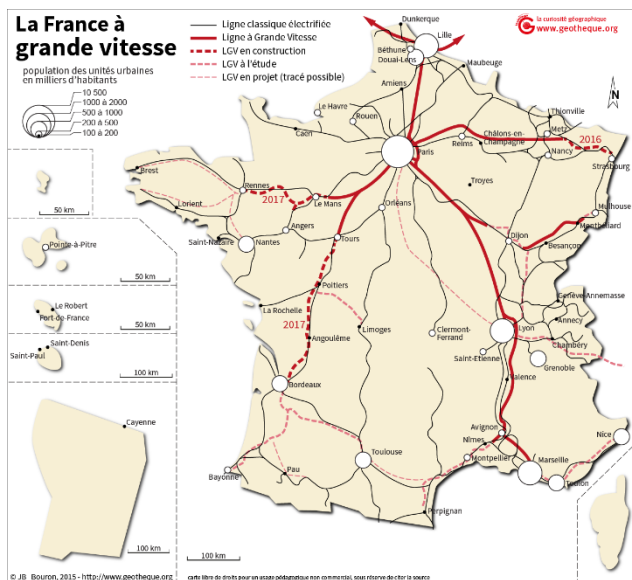 La France à
grande vitesse
population des unités urbaines
en milliers d'habitants
10 500
1000 à 2000
500 à 1000
200 à 500
100 à 200
Ligne classique électrifiée
Ligne à Grande Vitesse
LGV en construction
LGV à l'étude
LGV en projet (tracé possible)
la curiosité géographique
www.geotheque.org
N
Dunkerque
Lille
Béthune
Douai-Lens
Maubeuge
Amiens
Le Havre
Rouen
Caen
Thionville
Metz
Châlons-en-
Champagne
Reims
Paris
Nancy
2016
Strasbourg
Brest
Rennes
2017
Le Mans
Troyes
Lorient
Orléans
Mulhouse
Montbéliard
Angers
Saint-Nazaire
Nantes
Tours
Dijon
Besançon
50 km
Pointe-à-Pitre
50 km
Poitiers
La Rochelle
2017
Limoges
Angoulême
Clermont-
Ferrand
Genève-Annemasse
Annecy
Lyon
Chambéry
Saint-Etienne
Grenoble
Le Robert
Fort-de-France
50 km
Saint-Denis
Saint-Paul
100 km
Bordeaux
Valence
Avignon
Nîmes
Montpellier
Marseille
Toulon
Nice
Cayenne
Toulouse
Bayonne
Pau
Perpignan
100 km
100 km
© JB Bouron, 2015 - http://www.geotheque.org
carte libre de droits pour un usage pédagogique non commercial, sous réserve de citer la source